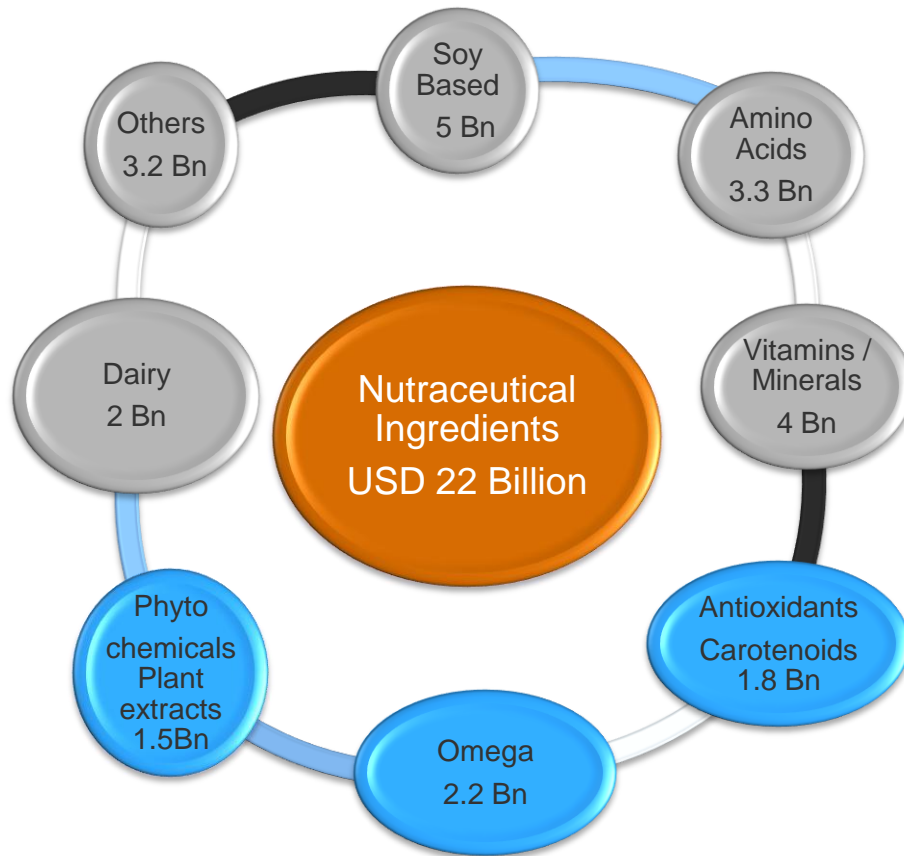 Soy
Based
5 Bn
Amino
Acids
3.3 Bn
Vitamins /
Minerals
4 Bn
Antioxidants
Carotenoids
1.8 Bn
Omega
2.2 Bn
Phyto
chemicals
Plant
extracts
1.5Bn
Dairy
2 Bn
Others
3.2 Bn
Nutraceutical
Ingredients
USD 22 Billion